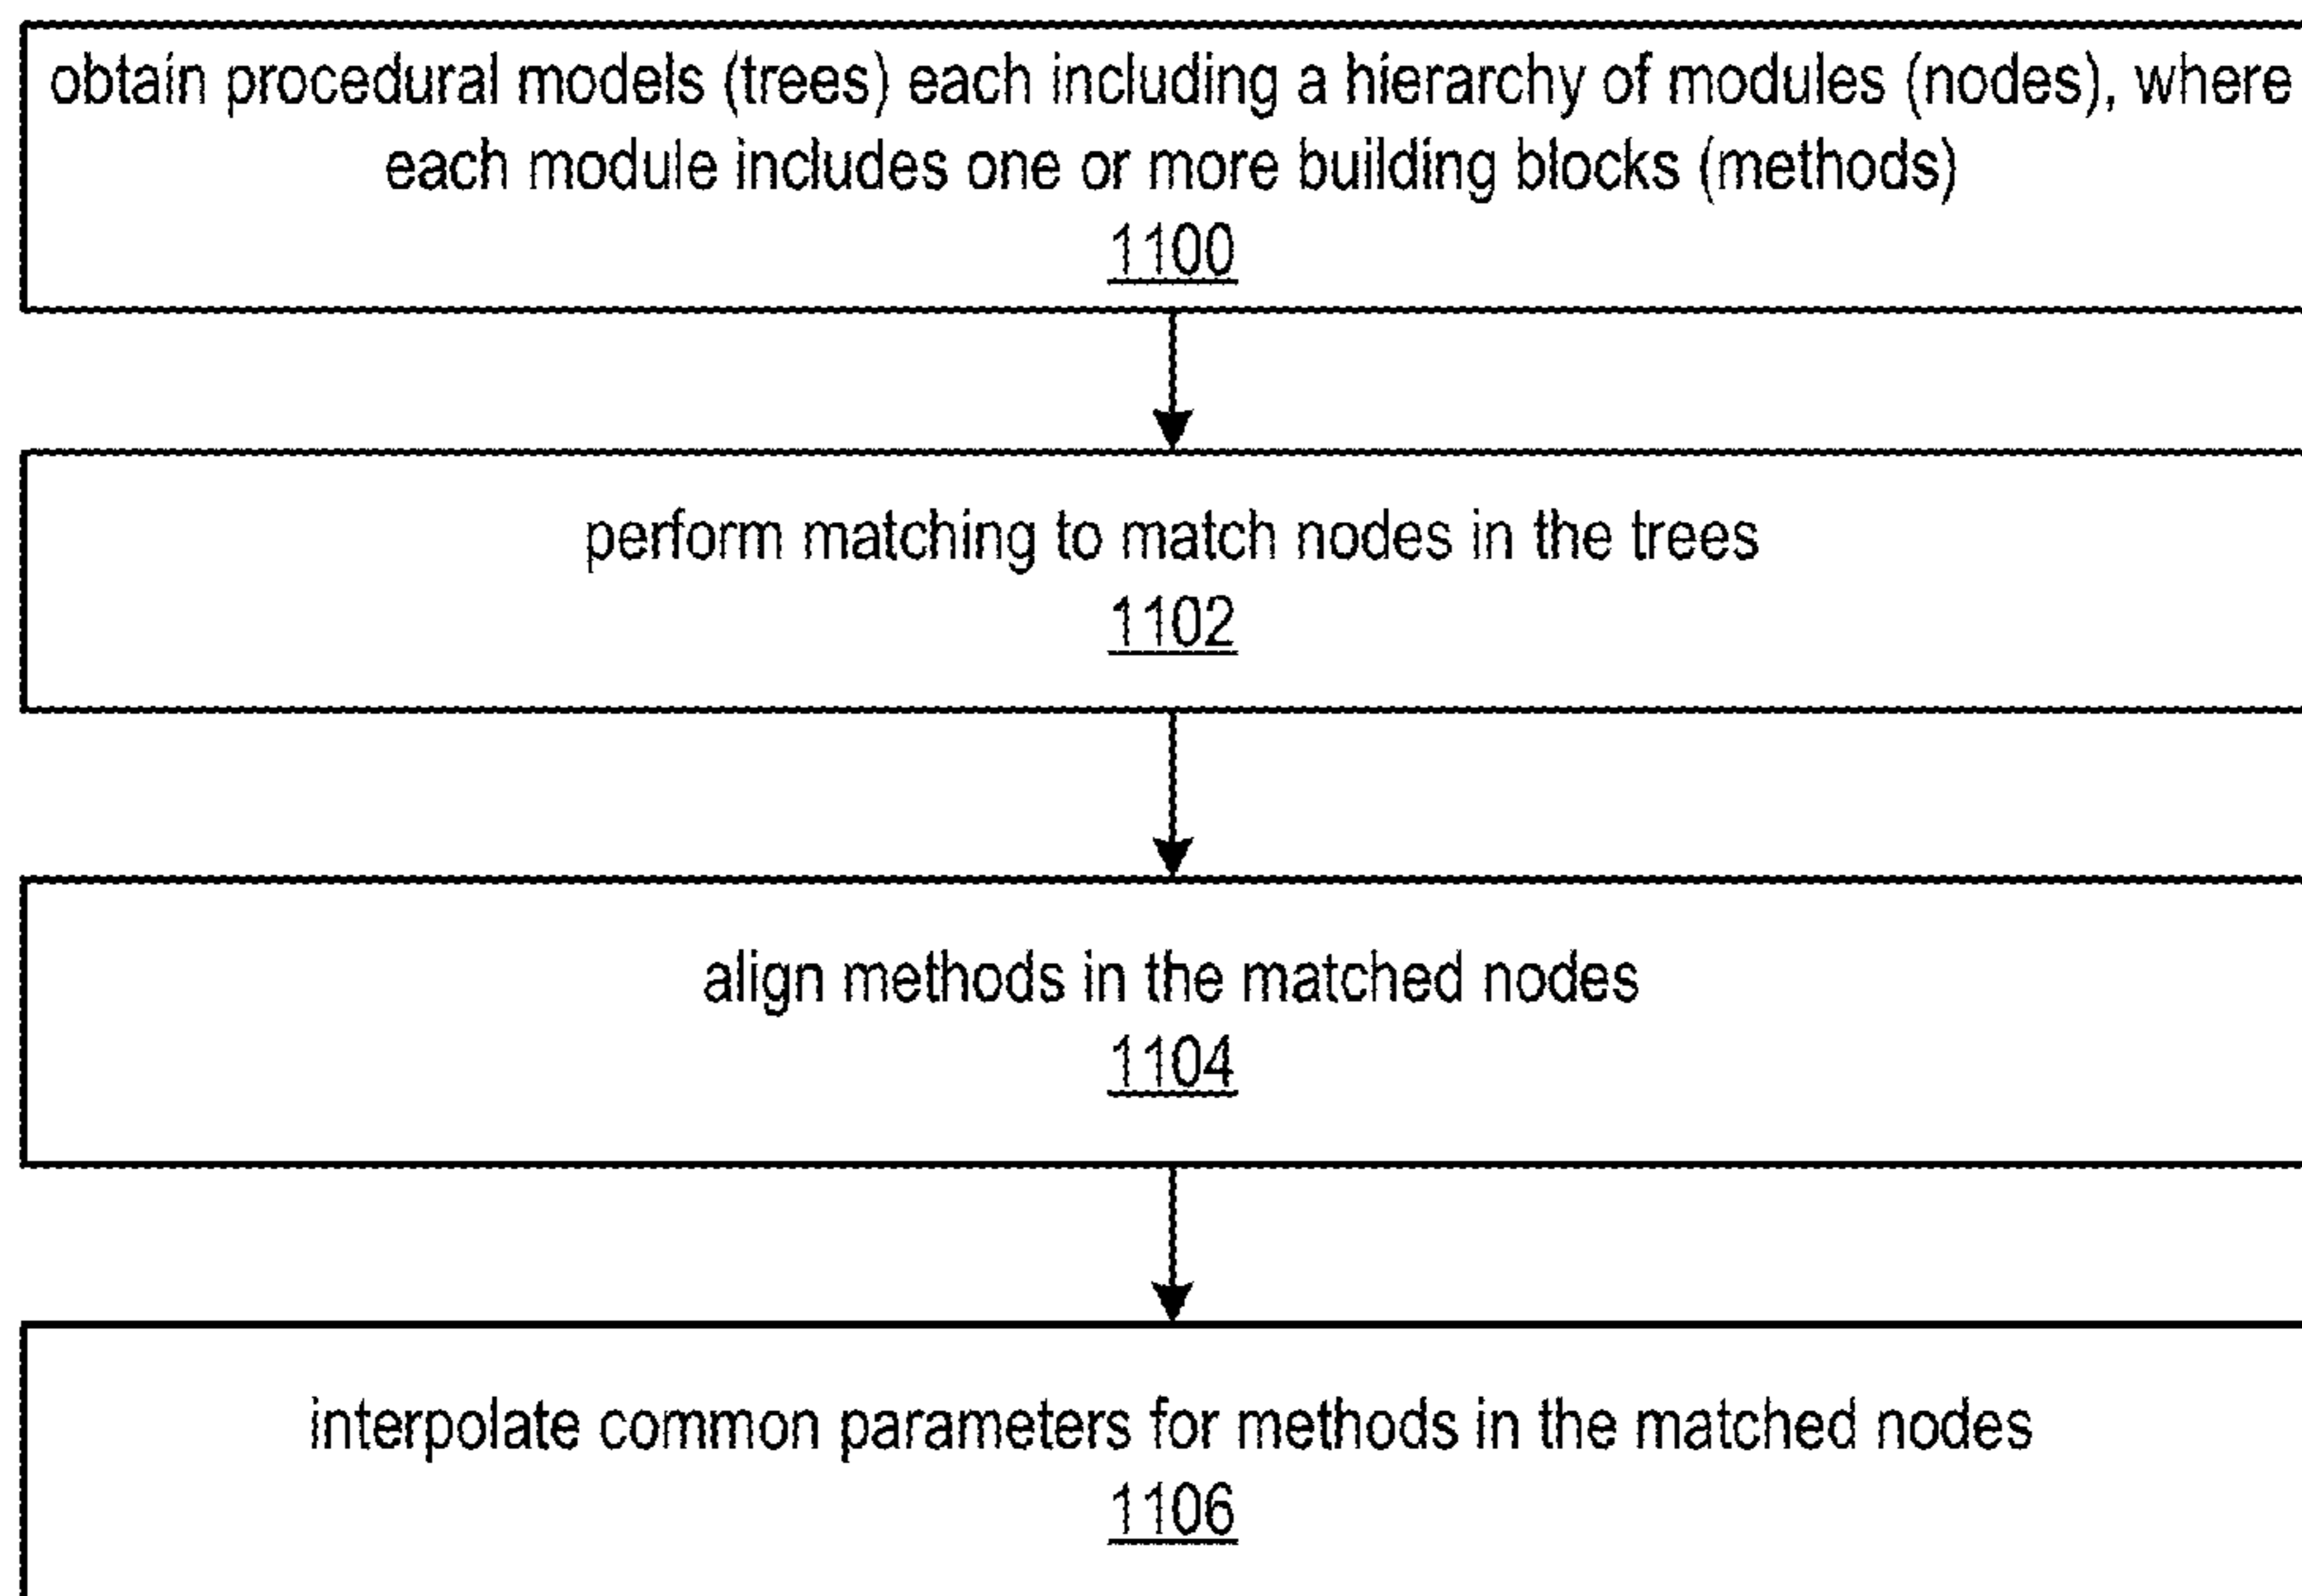 obtain procedural models (trees) each including a hierarchy of modules (nodes), where
each module includes one or more building blocks (methods)
1100
perform matching to match nodes in the trees
1102
align methods in the matched nodes
1104
interpolate common parameters for methods in the matched nodes
1106